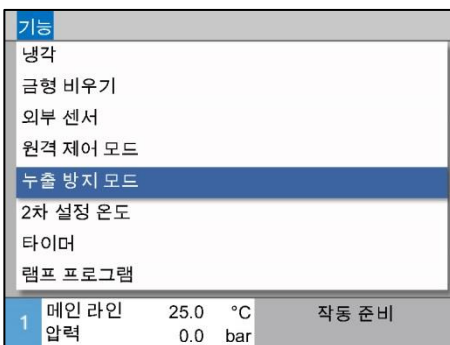 기능
냉각
금형 비우기
외부 센서
원격 제어 모드
누출 방지 모드
2차 설정 온도
타이머
램프 프로그램
1 메인 라인 25.0 °C 작동 준비
압력 0.0 bar